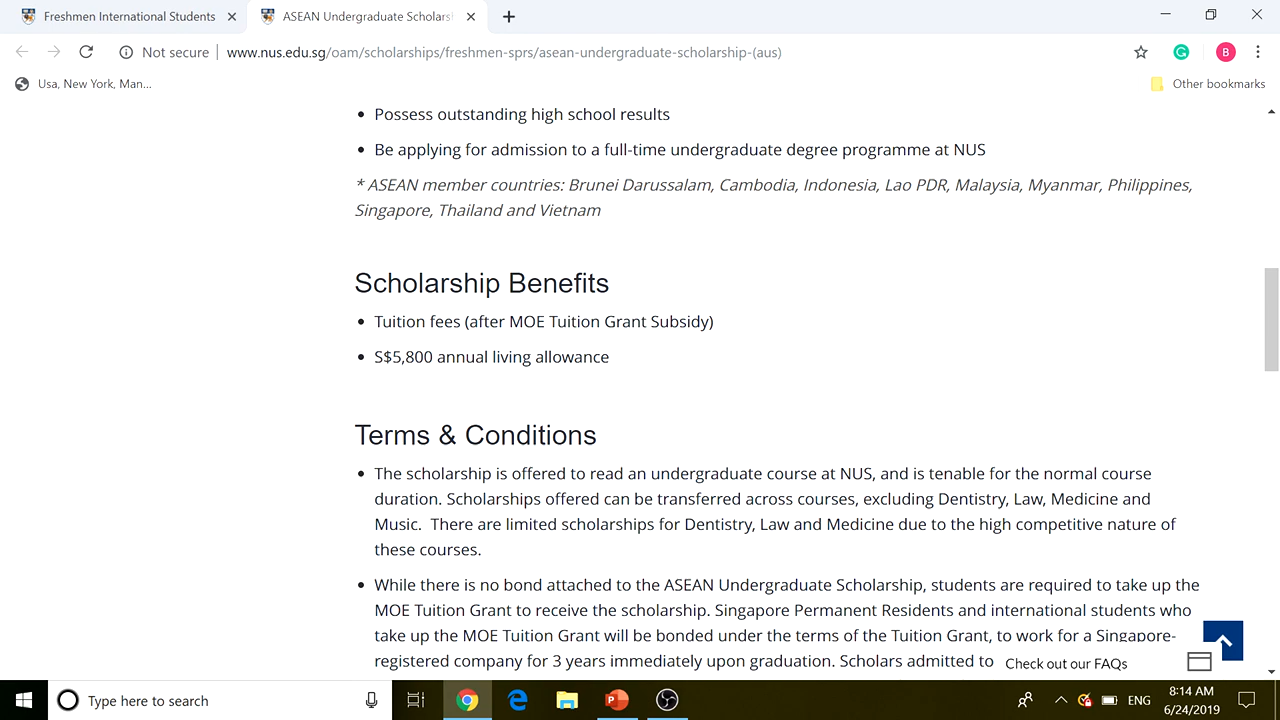 Freshmen International Students
ASEAN Undergraduate Scholars
Not secure
www.nus.edu.sg/oam/scholarships/freshmen-sprs/asean-undergraduate-scholarship-(aus)
B
Usa, New York, Man...
Other bookmarks
• Possess outstanding high school results
• Be applying for admission to a full-time undergraduate degree programme at NUS
* ASEAN member countries: Brunei Darussalam, Cambodia, Indonesia, Lao PDR, Malaysia, Myanmar, Philippines,
Singapore, Thailand and Vietnam
Scholarship Benefits
• Tuition fees (after MOE Tuition Grant Subsidy)
• S$5,800 annual living allowance
Terms & Conditions
• The scholarship is offered to read an undergraduate course at NUS, and is tenable for the normal course
duration. Scholarships offered can be transferred across courses, excluding Dentistry, Law, Medicine and
Music. There are limited scholarships for Dentistry, Law and Medicine due to the high competitive nature of
these courses.
• While there is no bond attached to the ASEAN Undergraduate Scholarship, students are required to take up the
MOE Tuition Grant to receive the scholarship. Singapore Permanent Residents and international students who
take up the MOE Tuition Grant will be bonded under the terms of the Tuition Grant, to work for a Singapore-
registered company for 3 years immediately upon graduation. Scholars admitted to
Check out our FAQs
Type here to search
ENG
8:14 AM
6/24/2019